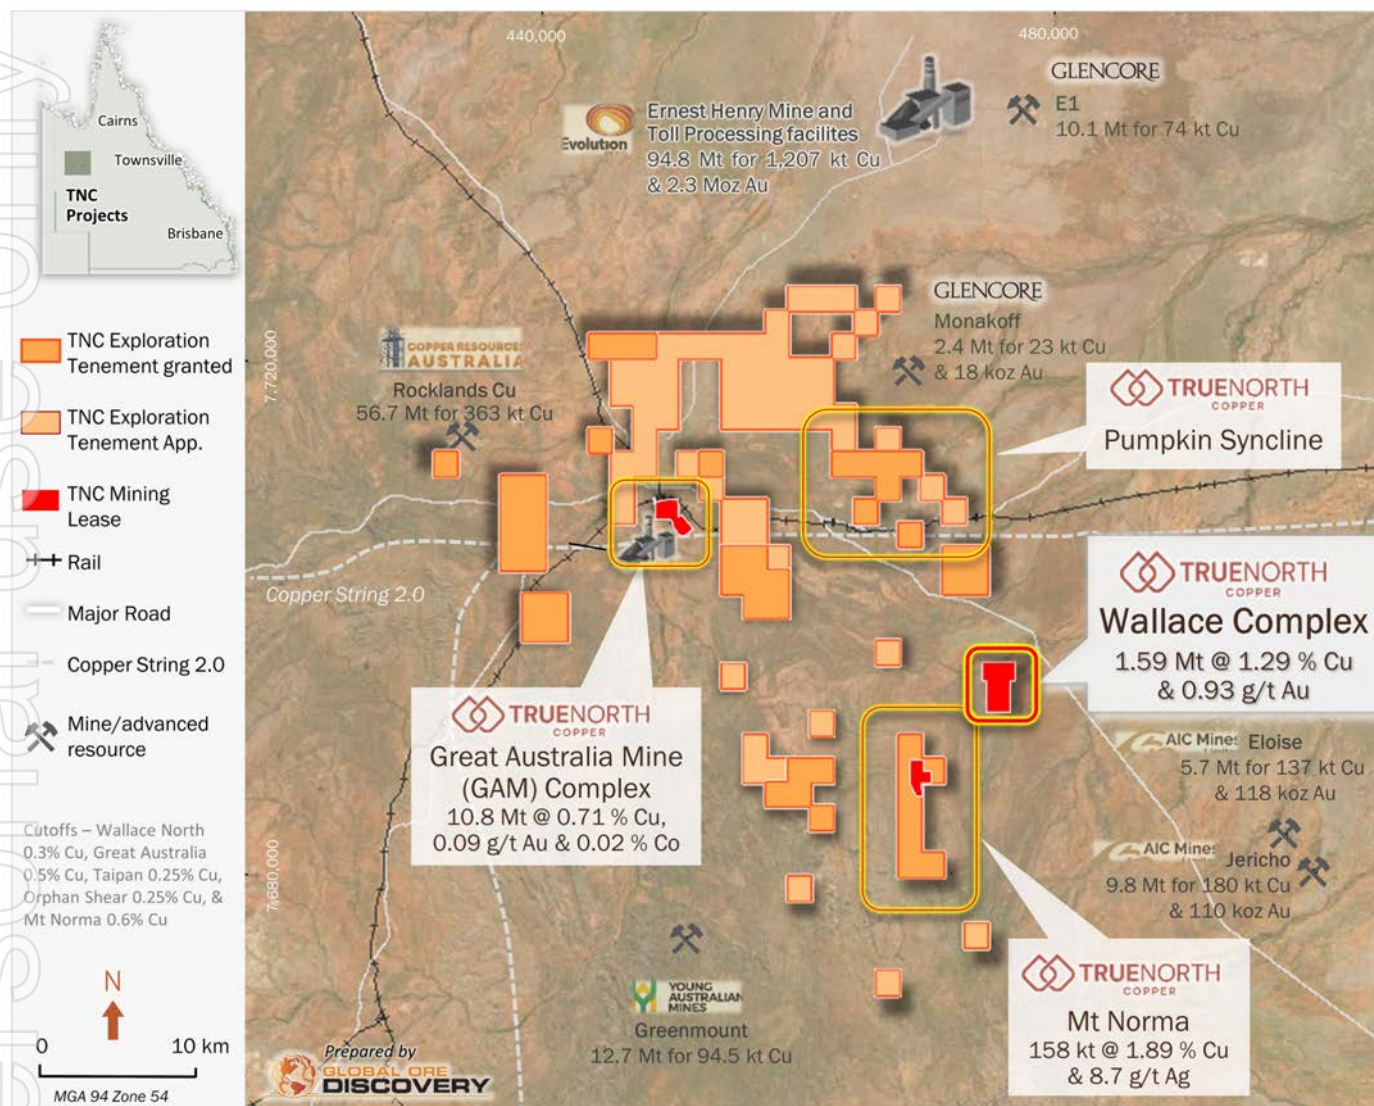 Cairns
Townsville
TNC
Projects
Brisbane
TNC Exploration
Tenement granted
TNC Exploration
Tenement App.
TNC Mining
Lease
Rail
Major Road
Copper String 2.0
Mine/advanced
resource
Cutoffs – Wallace North
0.3% Cu, Great Australia
0.5% Cu, Taipan 0.25% Cu,
Orphan Shear 0.25% Cu, &
Mt Norma 0.6% Cu
N
0 10 km
MGA 94 Zone 54
440,000
480,000
7,720,000
7,680,000
Evolution
Ernest Henry Mine and
Toll Processing facilites
94.8 Mt for 1,207 kt Cu
& 2.3 Moz Au
GLENCORE
E1
10.1 Mt for 74 kt Cu
GLENCORE
Monakoff
2.4 Mt for 23 kt Cu
& 18 koz Au
COPPER RESOURCES
AUSTRALIA
Rocklands Cu
56.7 Mt for 363 kt Cu
TRUENORTH
COPPER
Pumpkin Syncline
Copper String 2.0
TRUENORTH
COPPER
Wallace Complex
1.59 Mt @ 1.29 % Cu
& 0.93 g/t Au
TRUENORTH
COPPER
Great Australia Mine
(GAM) Complex
10.8 Mt @ 0.71 % Cu,
0.09 g/t Au & 0.02 % Co
AIC Mines Eloise
5.7 Mt for 137 kt Cu
& 118 koz Au
AIC Mines Jericho
9.8 Mt for 180 kt Cu
& 110 koz Au
YOUNG
AUSTRALIAN
MINES
Greenmount
12.7 Mt for 94.5 kt Cu
TRUENORTH
COPPER
Mt Norma
158 kt @ 1.89 % Cu
& 8.7 g/t Ag
Prepared by
GLOBAL ORE
DISCOVERY